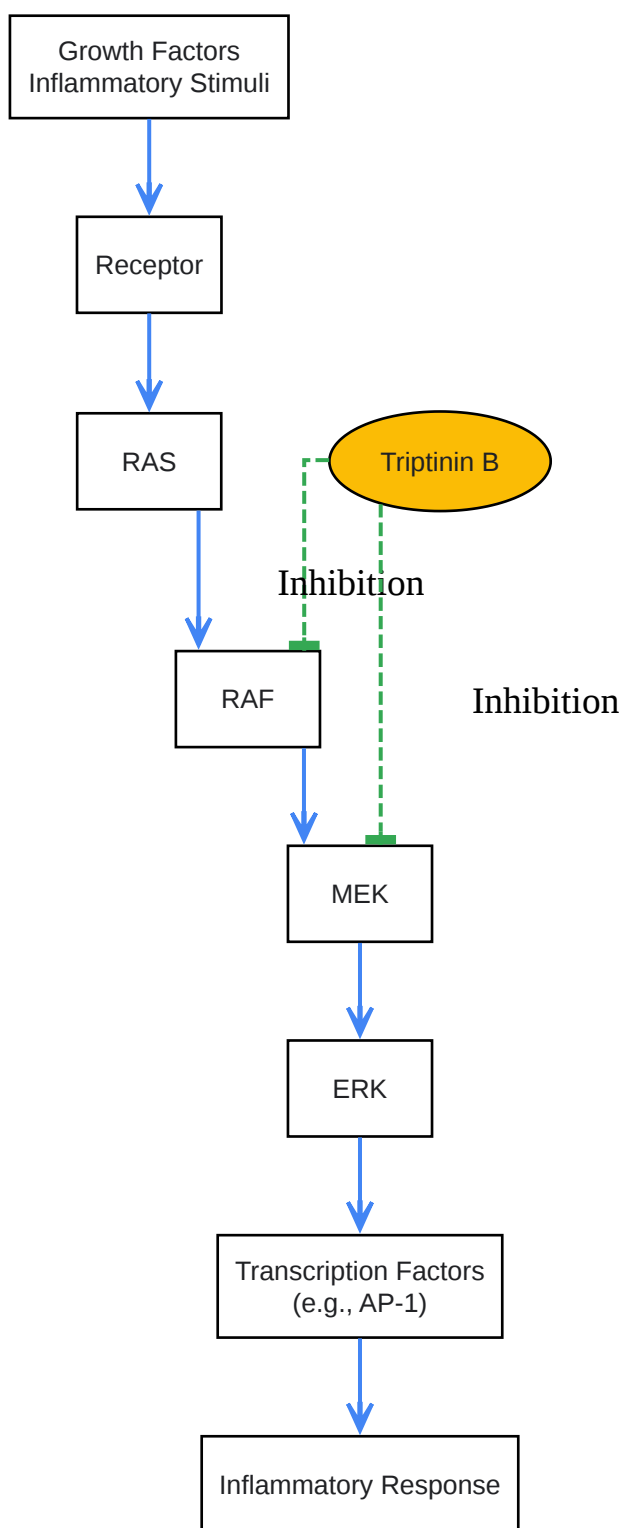 Growth Factors
Inflammatory Stimuli
Receptor
RAS
Triptinin B
Inhibition
RAF
Inhibition
MEK
ERK
Transcription Factors
(e.g., AP-1)
Inflammatory Response